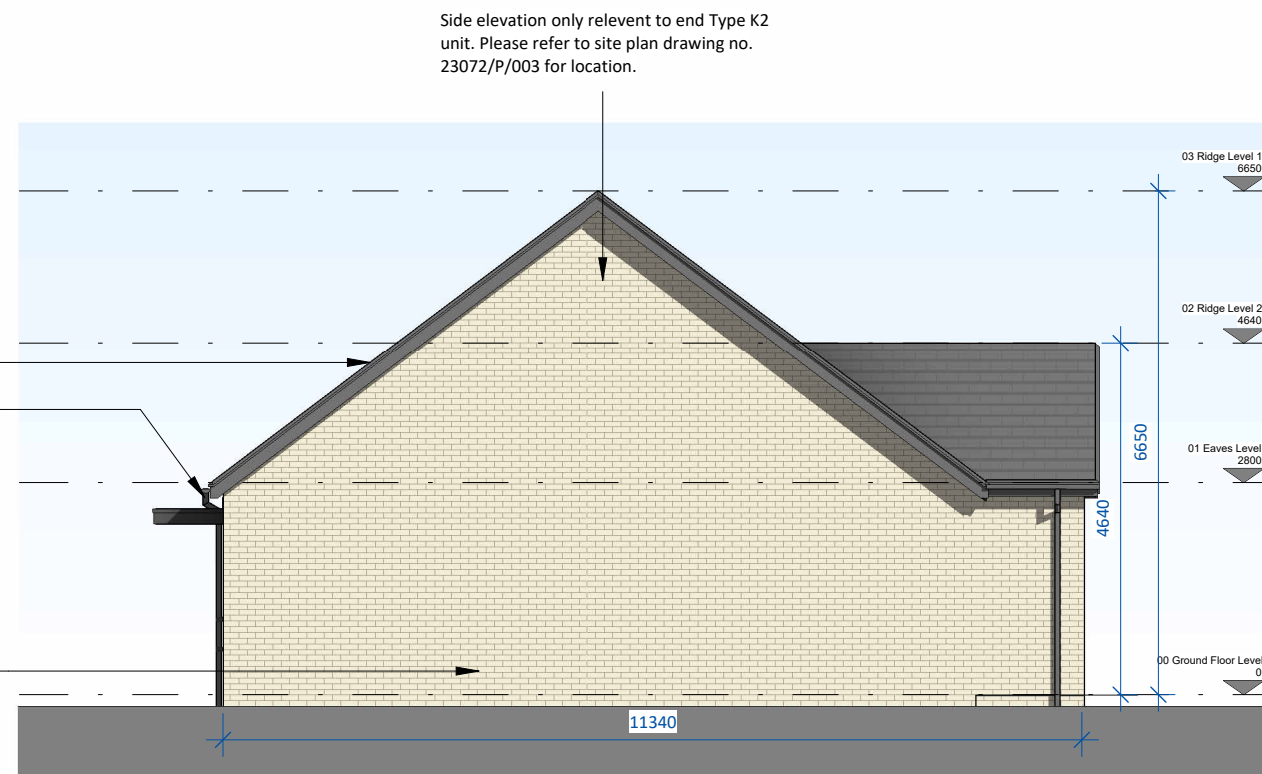 Side elevation only relevent to end Type K2
unit. Please refer to site plan drawing no.
23072/P/003 for location.
03 Ridge Level 1
6650
02 Ridge Level 2
4640
6650
01 Eaves Level
2800
4640
00 Ground Floor Level
0
11340